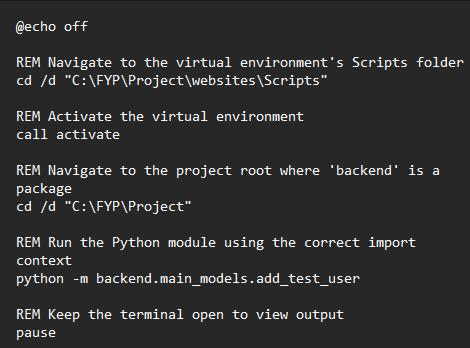 @echo off
REM Navigate to the virtual environment's Scripts folder
cd /d "C:\FYP\Project\websites\Scripts"
REM Activate the virtual environment
call activate
REM Navigate to the project root where 'backend' is a
package
cd /d "C:\FYP\Project"
REM Run the Python module using the correct import
context
python -m backend.main_models.add_test_user
REM Keep the terminal open to view output
pause